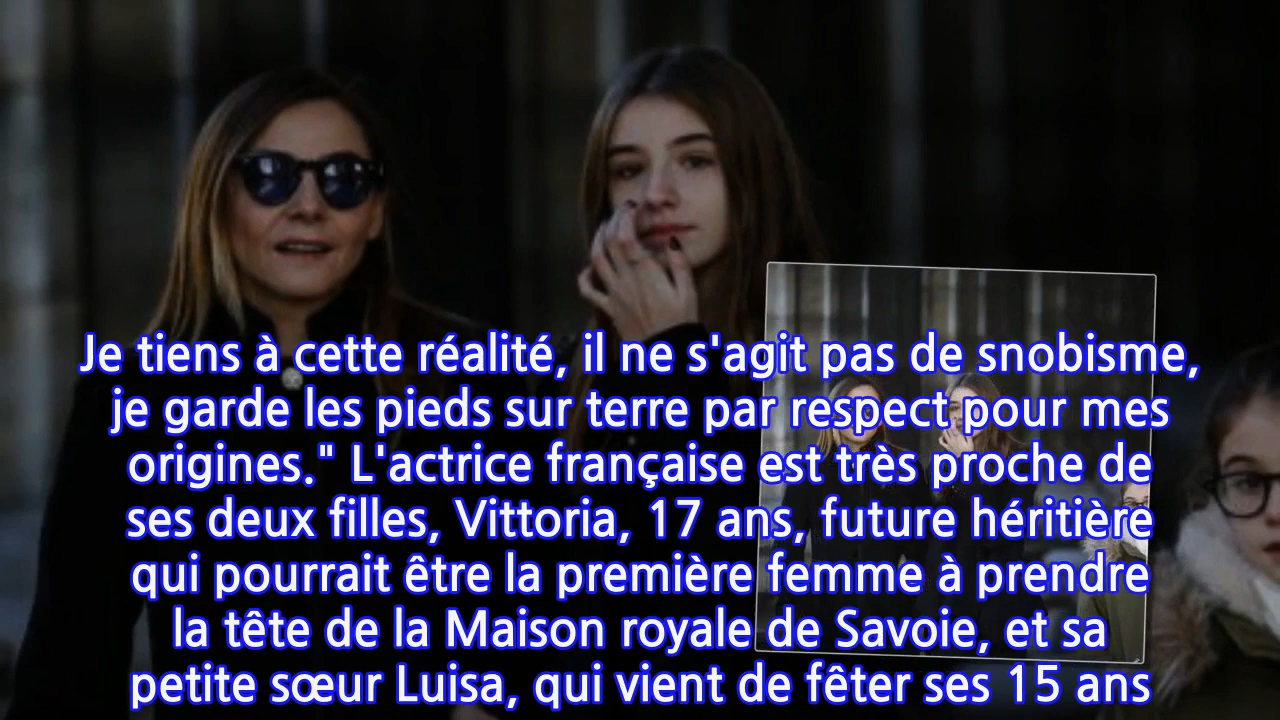 Je tiens à cette réalité, il ne s'agit pas de snobisme,
je garde les pieds sur terre par respect pour mes
origines." L'actrice française est très proche de
ses deux filles, Vittoria, 17 ans, future héritière
qui pourrait être la première femme à prendre
la tête de la Maison royale de Savoie, et sa
petite sœur Luisa, qui vient de fêter ses 15 ans